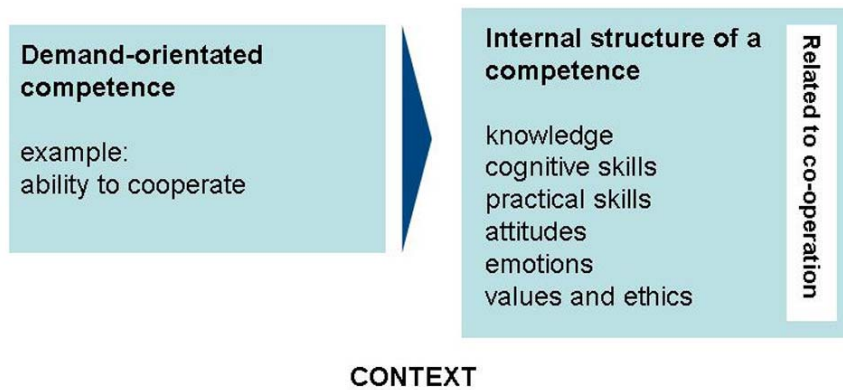 Demand-orientated
competence
example:
ability to cooperate
Internal structure of a
competence
knowledge
cognitive skills
practical skills
attitudes
emotions
values and ethics
Related to co-operation
CONTEXT